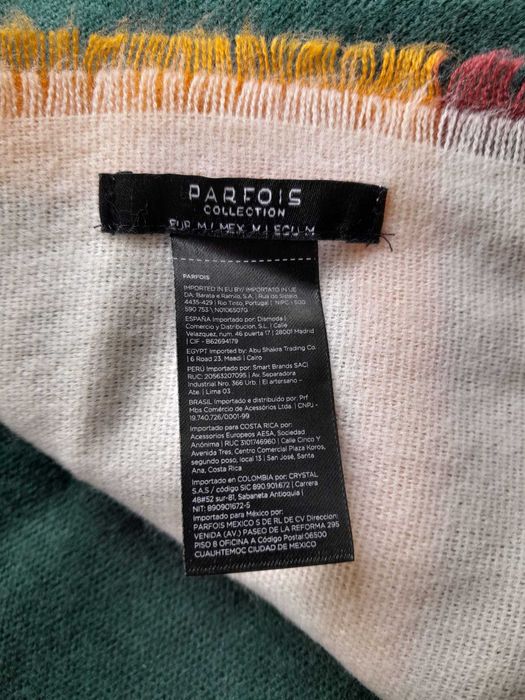 PARFOIS
COLLECTION
EUR M / MEX M / ECU M
PARFOIS
IMPORTED IN EU BY/ IMPORTATO IN UE
DA: Barata e Ramilo, S.A. | Rua do Sistelo
4435-429 | Rio Tinto, Portugal | NIPC : 500
590 753 \ N01065070
ESPAÑA Importado por: Dismoda |
Comercio y Distribucion, S.L. | Calle
Velazquez, num. 46 puerta 17 | 28001 Madrid
| CIF - B62694179
EGYPT Imported by: Abu Shakra Trading Co.
| 6 Road 23, Maadi | Cairo
PERÚ Importado por: Smart Brands SAC|
RUC: 20563207095 | Av. Separadora
Industrial Nro. 366 Urb. | El artersano -
Ate. | Lima 03
BRASIL Importado e distribuido por: Prf
Mbs Comércio de Acessórios Ltda. | CNPJ -
19.740.726/0001-99
Importado para COSTA RICA por:
Accesorios Europeos AESA, Sociedad
Anónima | RUC 3101746960 | Calle Cinco Y
Avenida Tres, Centro Comercial Plaza Koros,
segundo poso, local 13 | San José, Santa
Ana, Costa Rica
Importado en COLOMBIA por: CRYSTAL
S.A.S / código SIC 890.901.672 | Carrera
48#52 sur-81, Sabaneta Antioquia |
NIT: 890901672-5
Importado para México por:
PARFOIS MEXICO S DE RL DE CV Direccion:
VENIDA (AV.) PASEO DE LA REFORMA 295
PISO 8 OFICINA A Código Postal:06500
CUAUHTEMOC CIUDAD DE MEXICO